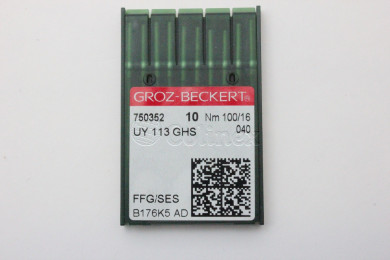 GROZ-BECKERT®
750352 10 Nm 100/16
UY 113 GHS 040
FFG/SES
B176K5 AD